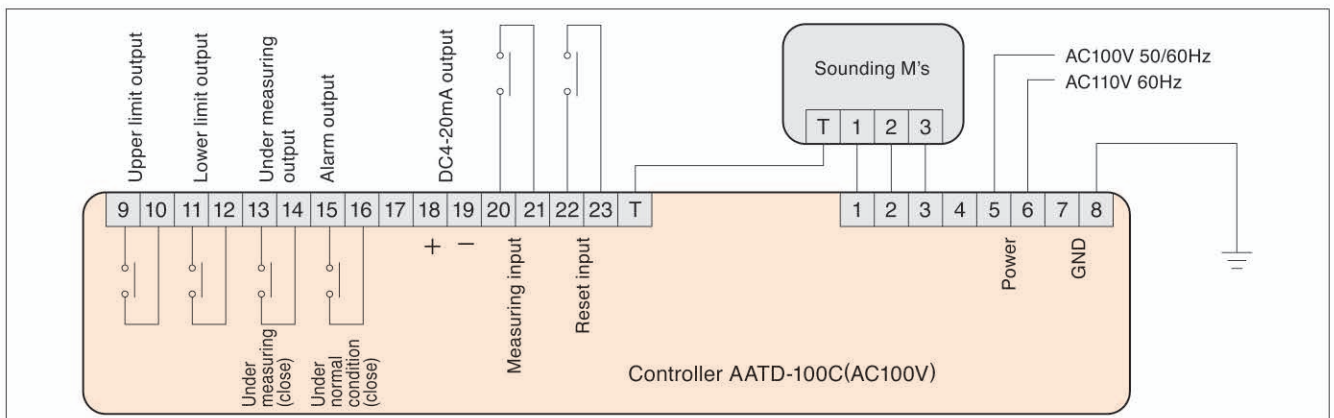 Upper limit output
Lower limit output
Under measuring
output
Alarm output
DC4-20mA output
Sounding M's
T 1 2 3
AC100V 50/60Hz
AC110V 60Hz
9 10 11 12 13 14 15 16 17 18 19 20 21 22 23 T
1 2 3 4 5 6 7 8
+ −
Measuring input
Reset input
Power
GND
Under
measuring
(close)
Under
normal
condition
(close)
Controller AATD-100C(AC100V)